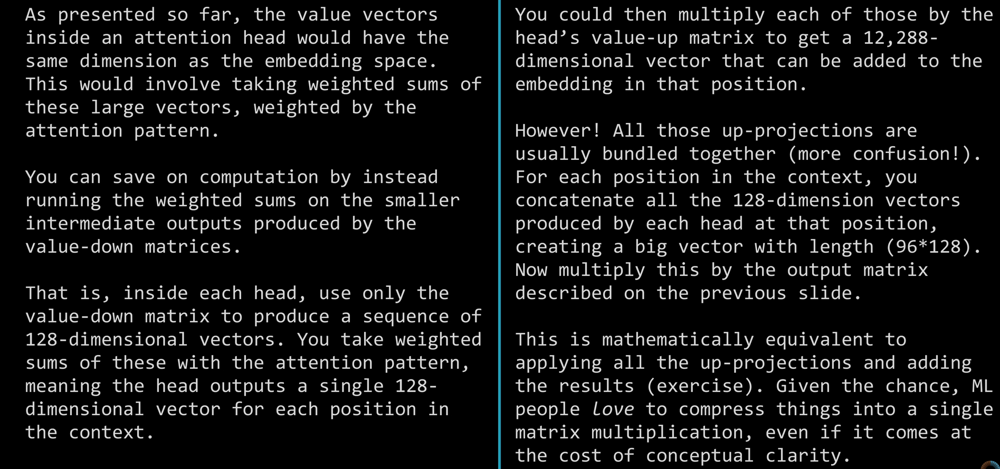 As presented so far, the value vectors
inside an attention head would have the
same dimension as the embedding space.
This would involve taking weighted sums of
these large vectors, weighted by the
attention pattern.
You can save on computation by instead
running the weighted sums on the smaller
intermediate outputs produced by the
value-down matrices.
That is, inside each head, use only the
value-down matrix to produce a sequence of
128-dimensional vectors. You take weighted
sums of these with the attention pattern,
meaning the head outputs a single 128-
dimensional vector for each position in
the context.
You could then multiply each of those by the
head’s value-up matrix to get a 12,288-
dimensional vector that can be added to the
embedding in that position.
However! All those up-projections are
usually bundled together (more confusion!).
For each position in the context, you
concatenate all the 128-dimension vectors
produced by each head at that position,
creating a big vector with length (96*128).
Now multiply this by the output matrix
described on the previous slide.
This is mathematically equivalent to
applying all the up-projections and adding
the results (exercise). Given the chance, ML
people love to compress things into a single
matrix multiplication, even if it comes at
the cost of conceptual clarity.